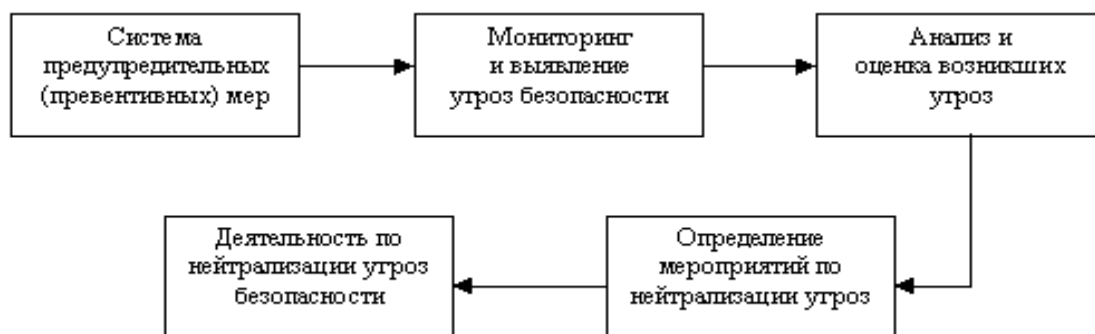 Система
предупредительных
(превентивных) мер
Мониторинг
и выявление
угроз безопасности
Анализ и
оценка возникших
угроз
Деятельность по
нейтрализации угроз
безопасности
Определение
мероприятий по
нейтрализации угроз